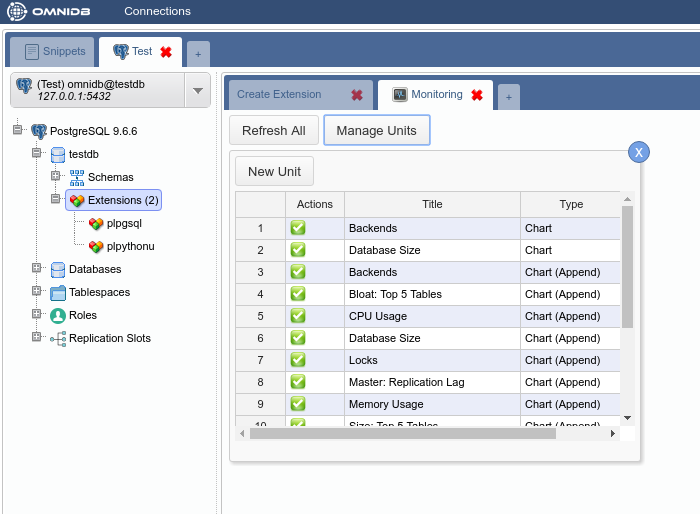 OMNIDB Connections
Snippets Test +
(Test) omnidb@testdb
127.0.0.1:5432
PostgreSQL 9.6.6
testdb
Schemas
Extensions (2)
plpgsql
plpythonu
Databases
Tablespaces
Roles
Replication Slots
Create Extension Monitoring +
Refresh All Manage Units
X
New Unit
Actions Title Type
1 Backends Chart
2 Database Size Chart
3 Backends Chart (Append)
4 Bloat: Top 5 Tables Chart (Append)
5 CPU Usage Chart (Append)
6 Database Size Chart (Append)
7 Locks Chart (Append)
8 Master: Replication Lag Chart (Append)
9 Memory Usage Chart (Append)
10 Size: Top 5 Tables Chart (Append)